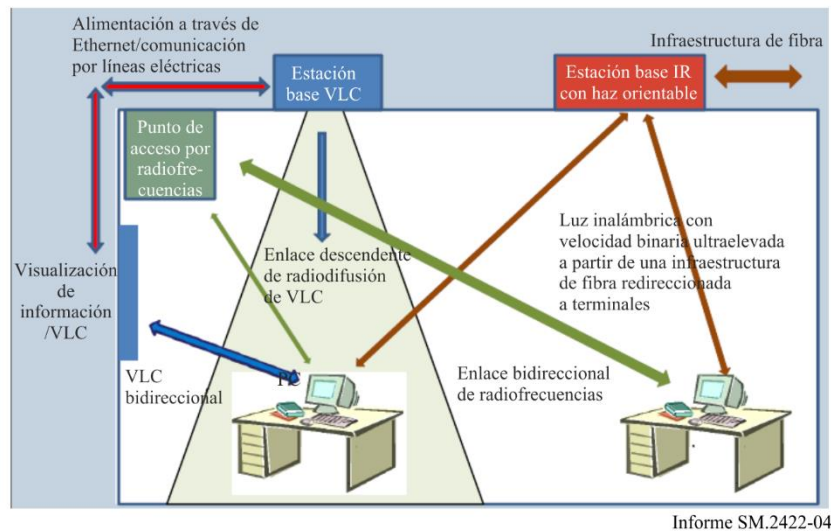 Alimentación a través de
Ethernet/comunicación
por líneas eléctricas
Estación
base VLC
Estación base IR
con haz orientable
Infraestructura de fibra
Punto de
acceso por
radiofre-
cuencias
Enlace descendente
de radiodifusión
de VLC
Luz inalámbrica con
velocidad binaria ultraelevada
a partir de una infraestructura
de fibra redireccionada
a terminales
Visualización
de
información
/VLC
VLC
bidireccional
PC
Enlace bidireccional
de radiofrecuencias
Informe SM.2422-04